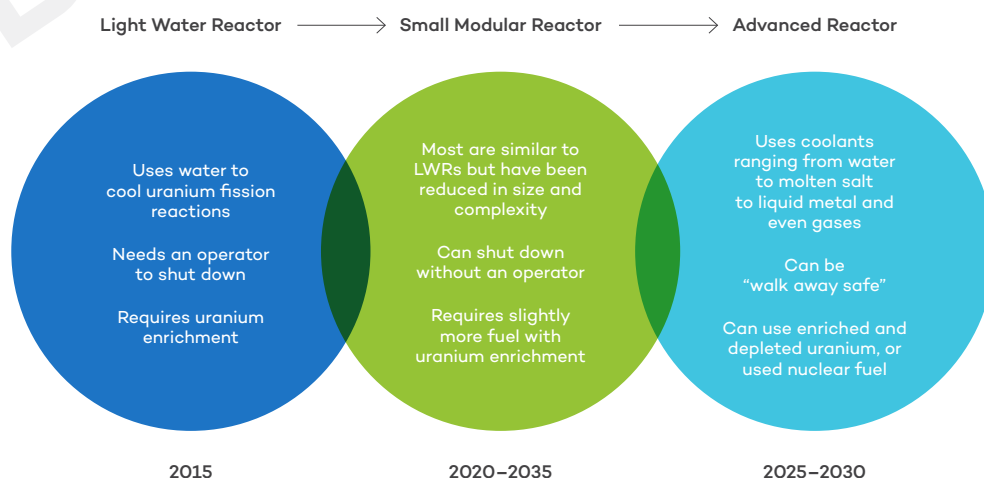 Light Water Reactor
Small Modular Reactor
Advanced Reactor
Uses water to
cool uranium fission
reactions
Needs an operator
to shut down
Requires uranium
enrichment
Most are similar to
LWRs but have been
reduced in size and
complexity
Can shut down
without an operator
Requires slightly
more fuel with
uranium enrichment
Uses coolants
ranging from water
to molten salt
to liquid metal and
even gases
Can be
“walk away safe”
Can use enriched and
depleted uranium, or
used nuclear fuel
2015
2020–2035
2025–2030